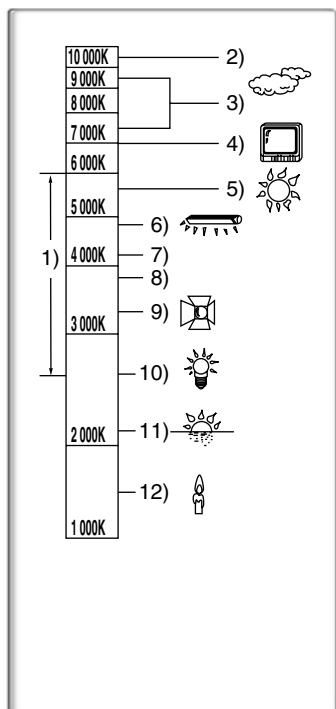 10 000K 2)
9 000K
3)
8 000K
7 000K
4)
6 000K
5)
5 000K
6)
1) 4 000K 7)
8)
9)
3 000K
10)
11)
2 000K
12)
1 000K